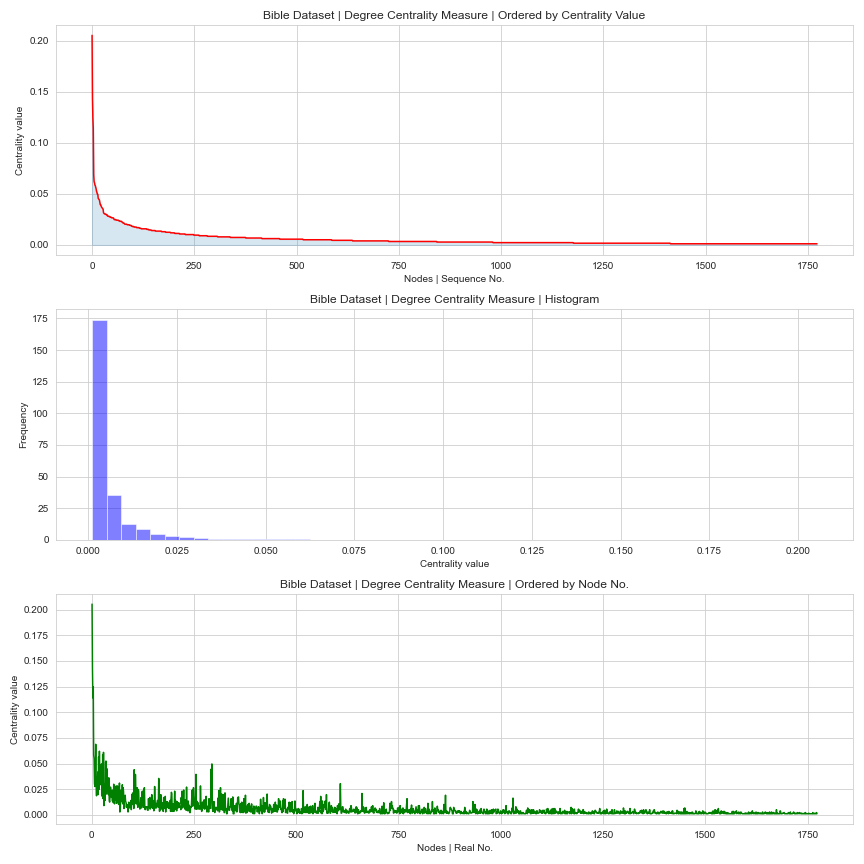 Bible Dataset | Degree Centrality Measure | Ordered by Centrality Value
Centrality value
0.20
0.15
0.10
0.05
0.00
0 250 500 750 1000 1250 1500 1750
Nodes | Sequence No.
Bible Dataset | Degree Centrality Measure | Histogram
Frequency
175
150
125
100
75
50
25
0
0.000 0.025 0.050 0.075 0.100 0.125 0.150 0.175 0.200
Centrality value
Bible Dataset | Degree Centrality Measure | Ordered by Node No.
Centrality value
0.200
0.175
0.150
0.125
0.100
0.075
0.050
0.025
0.000
0 250 500 750 1000 1250 1500 1750
Nodes | Real No.